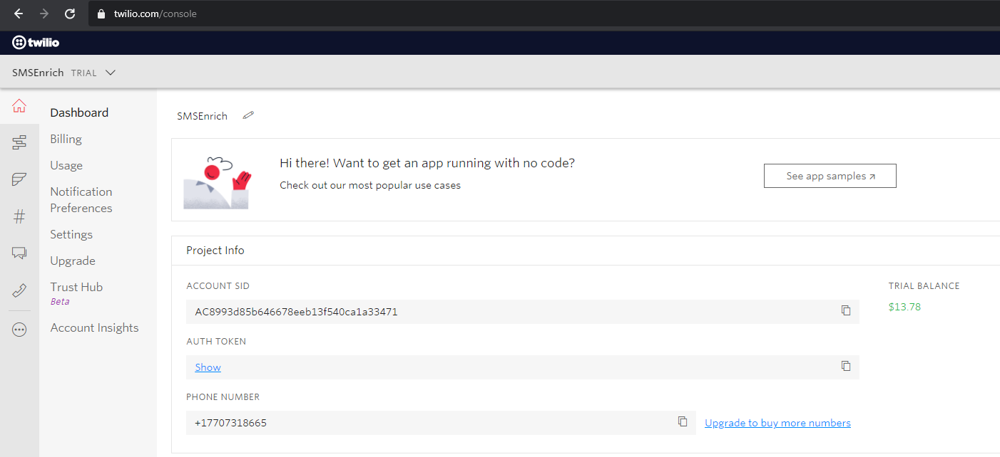 twilio.com/console
twilio
SMSEnrich TRIAL
Dashboard
Billing
Usage
Notification
Preferences
Settings
Upgrade
Trust Hub
Beta
Account Insights
SMSEnrich
Hi there! Want to get an app running with no code?
Check out our most popular use cases
See app samples ↗
Project Info
ACCOUNT SID
AC8993d85b646678eeb13f540ca1a33471
TRIAL BALANCE
$13.78
AUTH TOKEN
Show
PHONE NUMBER
+17707318665
Upgrade to buy more numbers